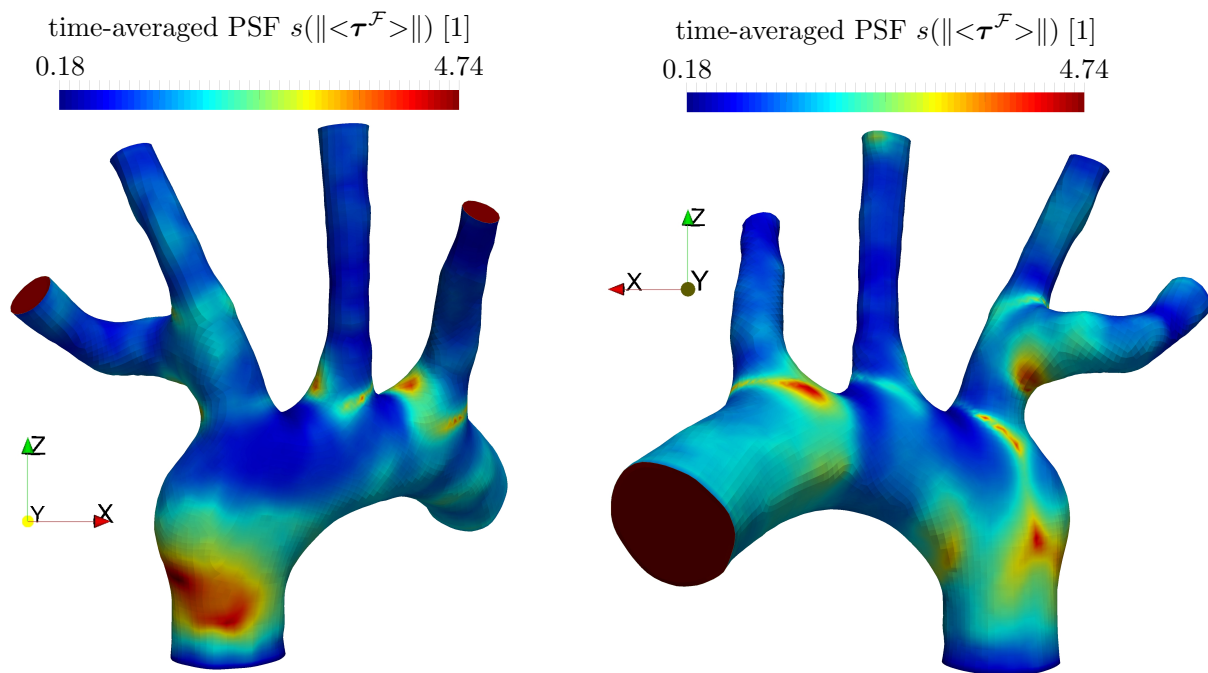 time-averaged PSF s(‖<τ^ℱ>‖) [1]
0.18 4.74
Z
Y X
time-averaged PSF s(‖<τ^ℱ>‖) [1]
0.18 4.74
Z
X Y